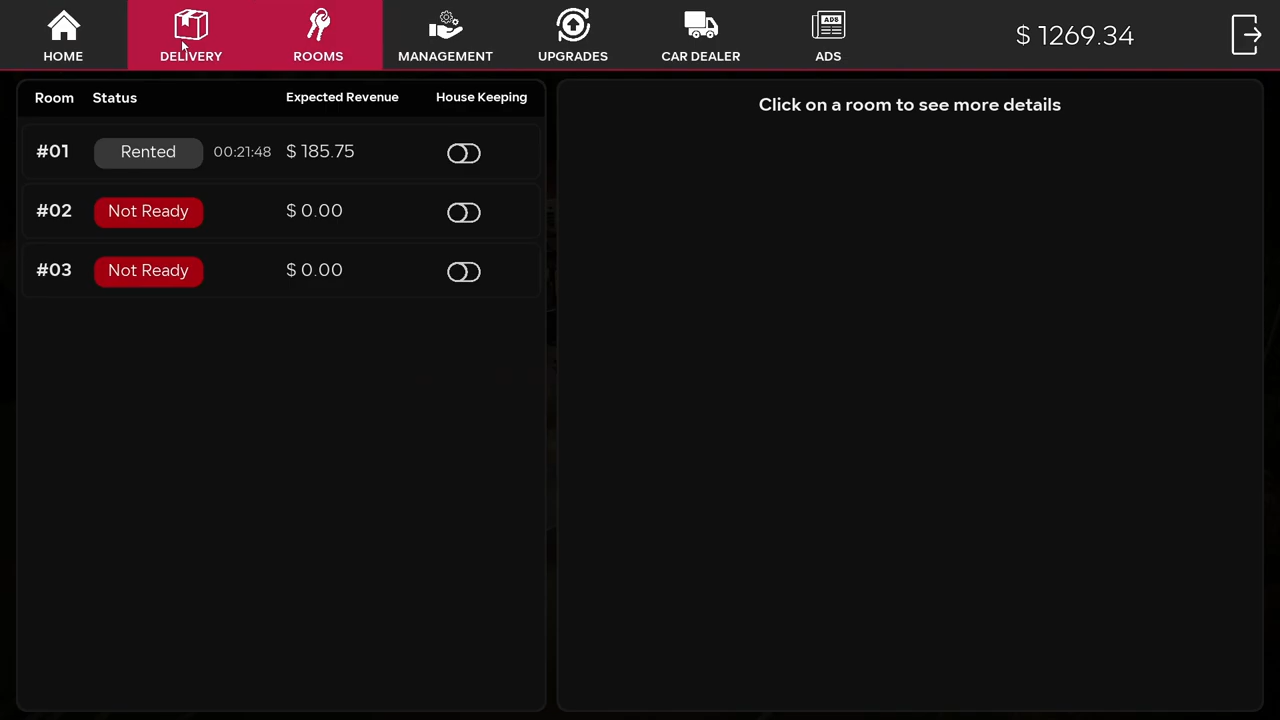 HOME DELIVERY ROOMS MANAGEMENT UPGRADES CAR DEALER ADS
ADS
$ 1269.34
Room Status Expected Revenue House Keeping
#01 Rented 00:21:48 $ 185.75
#02 Not Ready $ 0.00
#03 Not Ready $ 0.00
Click on a room to see more details